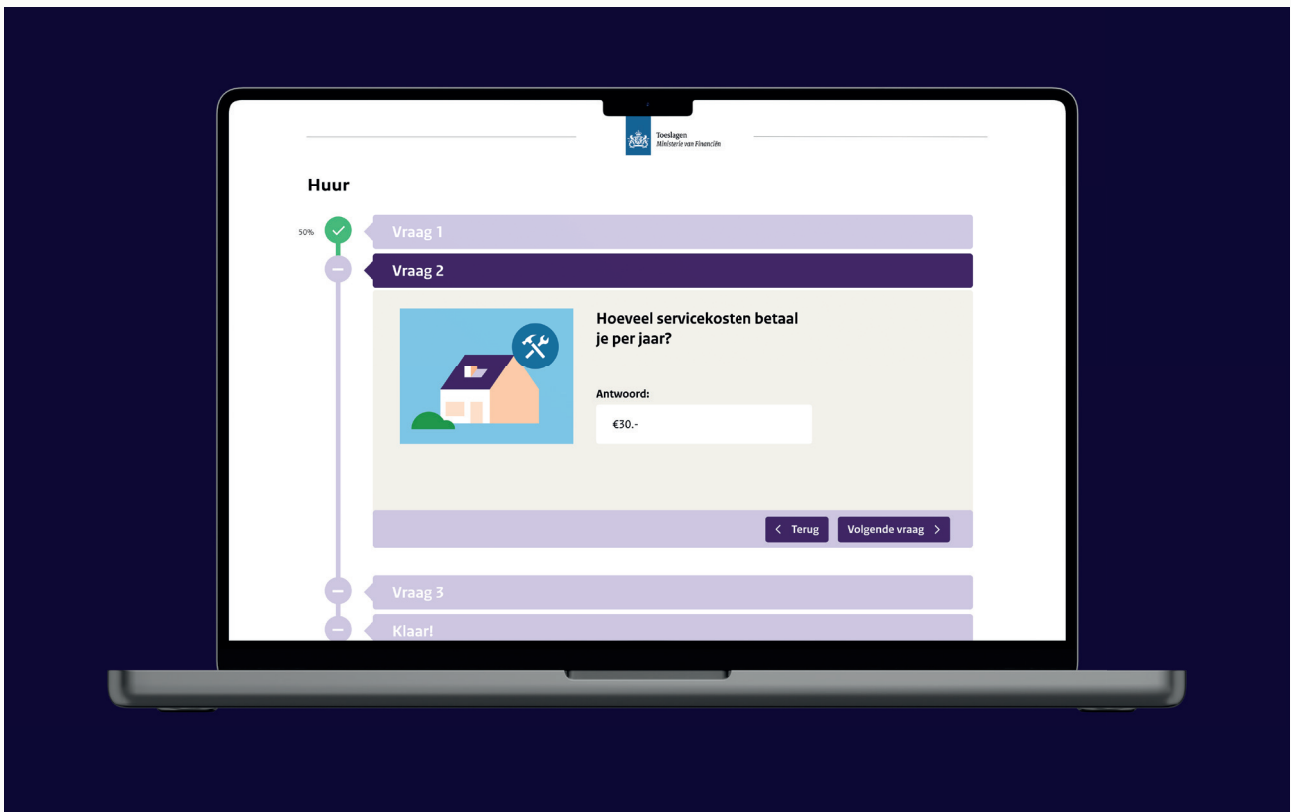 Toeslagen
Ministerie van Financiën
Huur
50%
Vraag 1
Vraag 2
Hoeveel servicekosten betaal
je per jaar?
Antwoord:
€30.-
Terug
Volgende vraag
Vraag 3
Klaar!